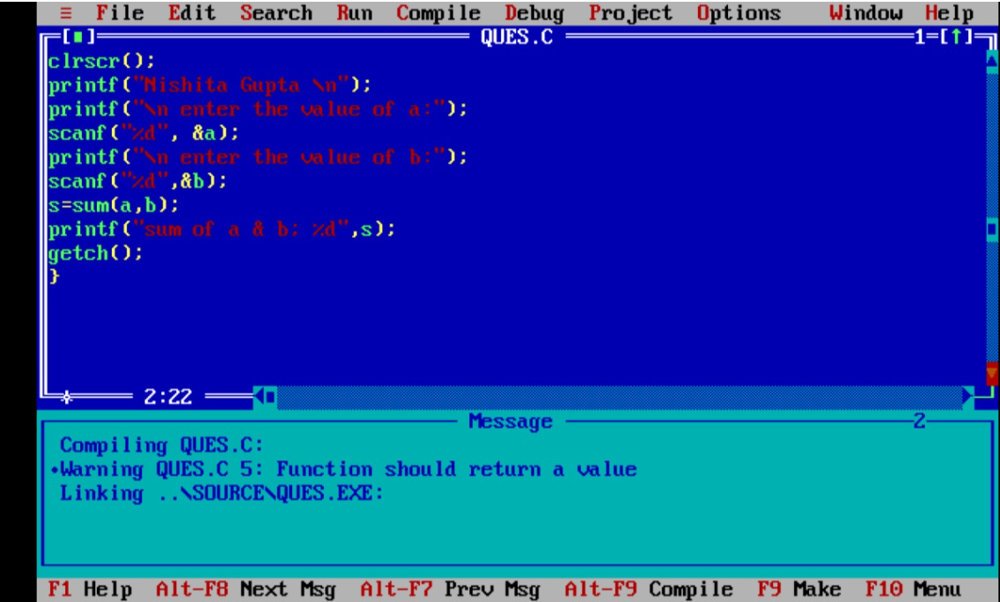 ≡ File Edit Search Run Compile Debug Project Options Window Help
[■] QUES.C 1=[↑]
clrscr();
printf("Nishita Gupta \n");
printf("\n enter the value of a:");
scanf("%d", &a);
printf("\n enter the value of b:");
scanf("%d",&b);
s=sum(a,b);
printf("sum of a & b: %d",s);
getch();
}
2:22
Message 2
Compiling QUES.C:
•Warning QUES.C 5: Function should return a value
Linking ..\SOURCE\QUES.EXE:
F1 Help Alt-F8 Next Msg Alt-F7 Prev Msg Alt-F9 Compile F9 Make F10 Menu